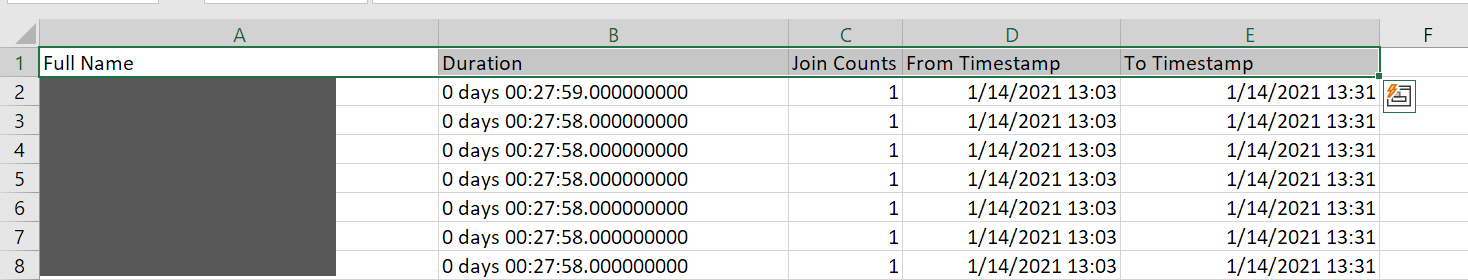 A B C D E F
1 Full Name Duration Join Counts From Timestamp To Timestamp
2 0 days 00:27:59.000000000 1 1/14/2021 13:03 1/14/2021 13:31
3 0 days 00:27:58.000000000 1 1/14/2021 13:03 1/14/2021 13:31
4 0 days 00:27:58.000000000 1 1/14/2021 13:03 1/14/2021 13:31
5 0 days 00:27:58.000000000 1 1/14/2021 13:03 1/14/2021 13:31
6 0 days 00:27:58.000000000 1 1/14/2021 13:03 1/14/2021 13:31
7 0 days 00:27:58.000000000 1 1/14/2021 13:03 1/14/2021 13:31
8 0 days 00:27:58.000000000 1 1/14/2021 13:03 1/14/2021 13:31